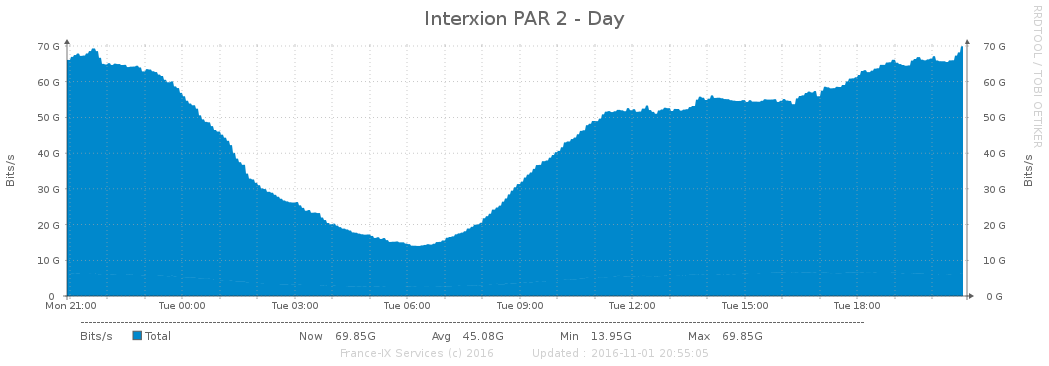 Interxion PAR 2 - Day
RRDTOOL / TOBI OETIKER
Bits/s
70 G 70 G
60 G 60 G
50 G 50 G
40 G 40 G
30 G 30 G
20 G 20 G
10 G 10 G
0 0 G
Bits/s
Mon 21:00 Tue 00:00 Tue 03:00 Tue 06:00 Tue 09:00 Tue 12:00 Tue 15:00 Tue 18:00
Bits/s Total Now 69.85G Avg 45.08G Min 13.95G Max 69.85G
France-IX Services (c) 2016 Updated : 2016-11-01 20:55:05